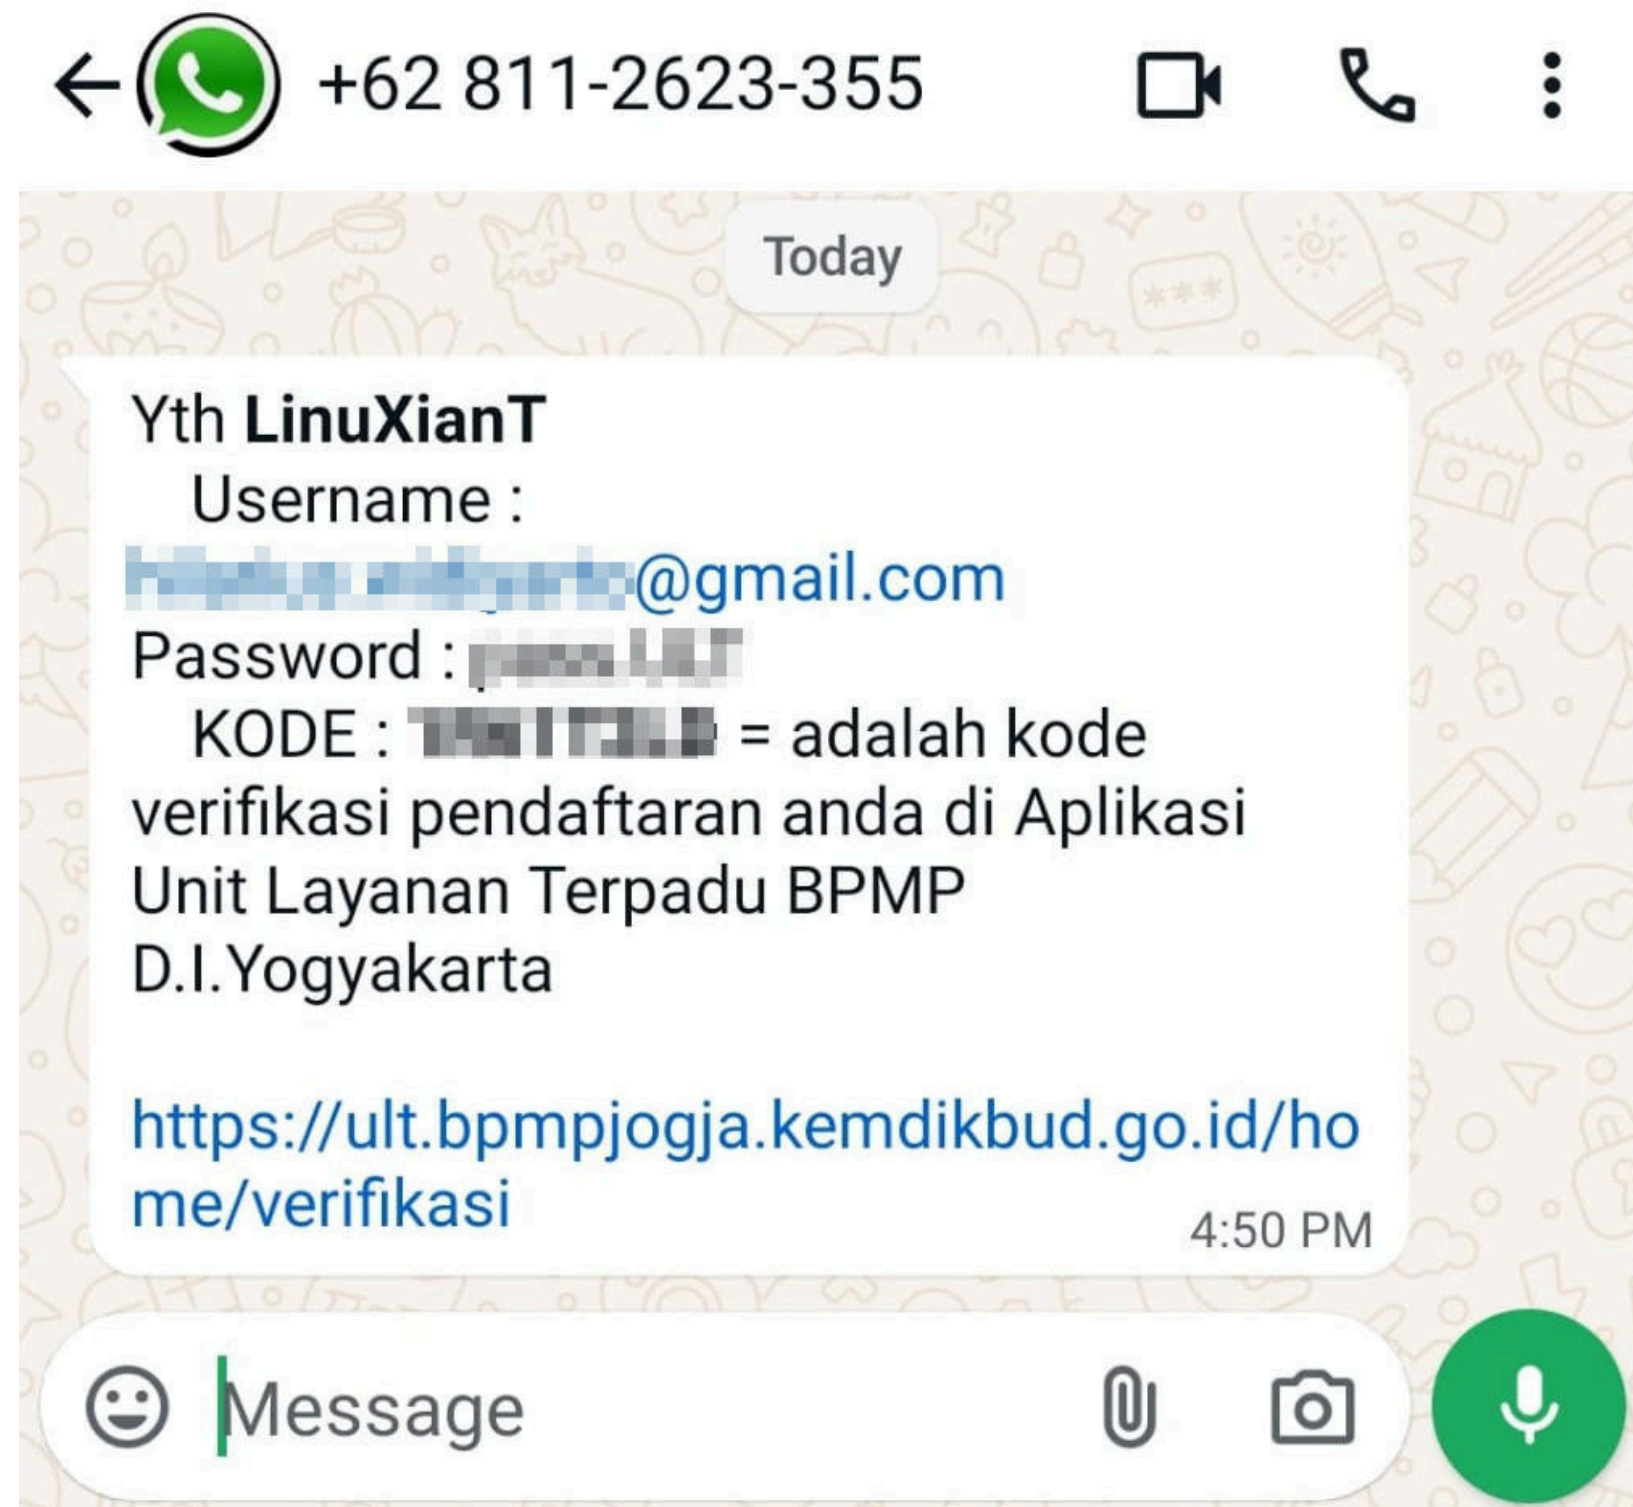 +62 811-2623-355
Today
Yth LinuXianT
Username :
@gmail.com
Password :
KODE : = adalah kode
verifikasi pendaftaran anda di Aplikasi
Unit Layanan Terpadu BPMP
D.I.Yogyakarta
https://ult.bpmpjogja.kemdikbud.go.id/ho
me/verifikasi
4:50 PM
Message